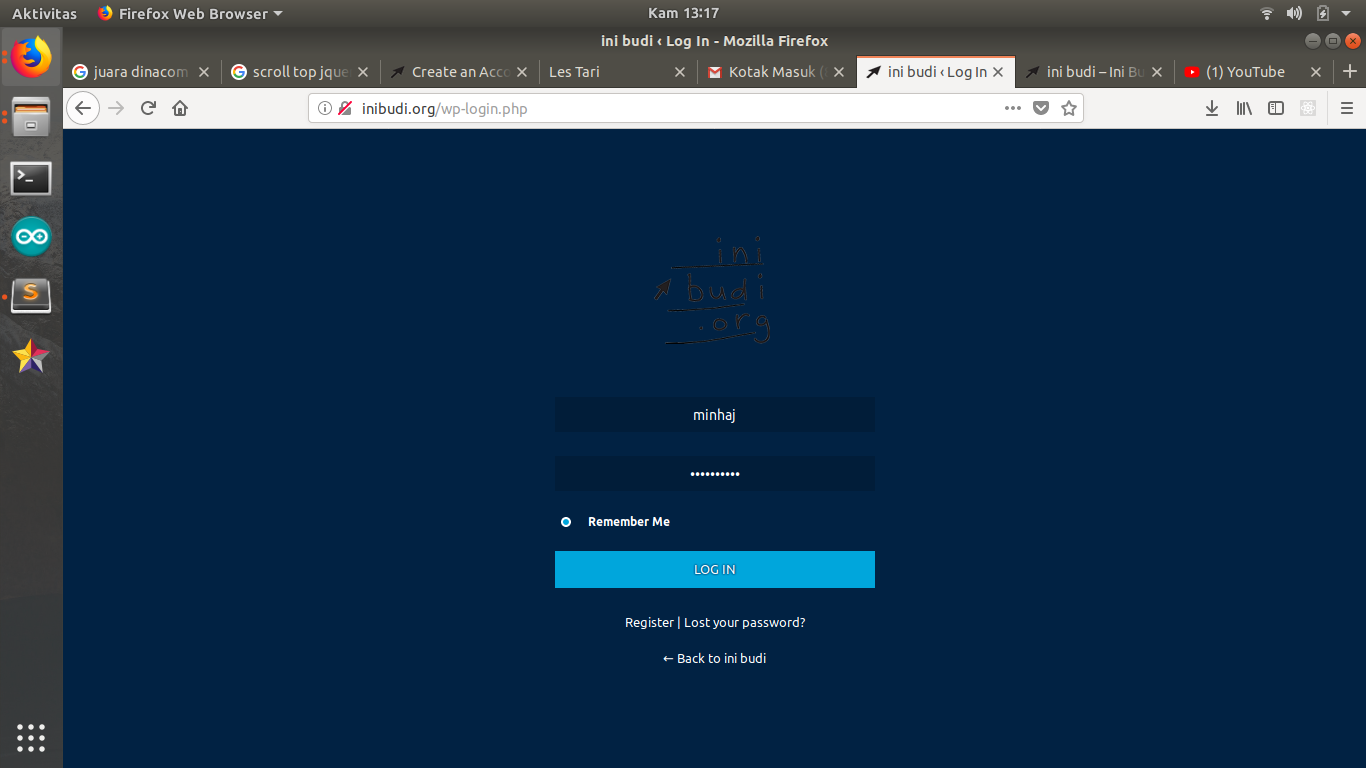 Aktivitas Firefox Web Browser Kam 13:17
ini budi ‹ Log In - Mozilla Firefox
juara dinacom scroll top jque Create an Acco Les Tari Kotak Masuk ( ini budi ‹ Log In ini budi – Ini Bu (1) YouTube
inibudi.org/wp-login.php
ini
budi
.org
minhaj
••••••••••
Remember Me
LOG IN
Register | Lost your password?
← Back to ini budi